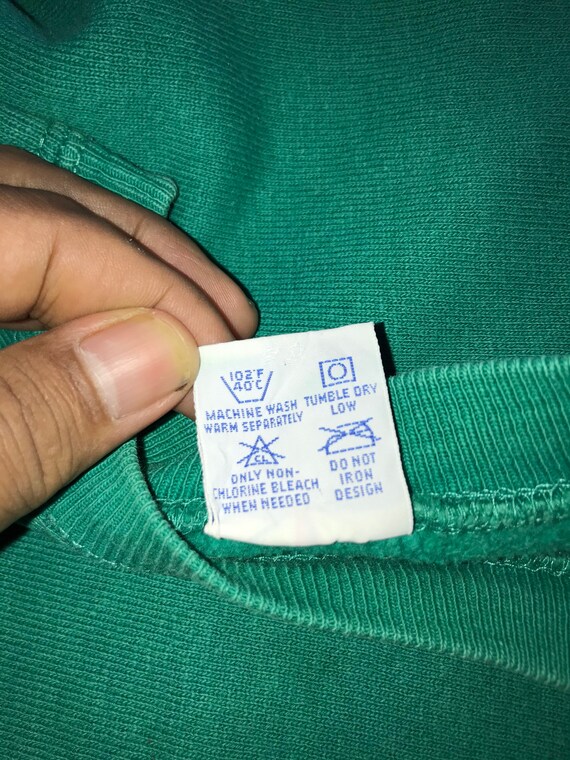 102°F
40°C
MACHINE WASH
WARM SEPARATELY
TUMBLE DRY
LOW
CL
ONLY NON-
CHLORINE BLEACH
WHEN NEEDED
DO NOT
IRON
DESIGN